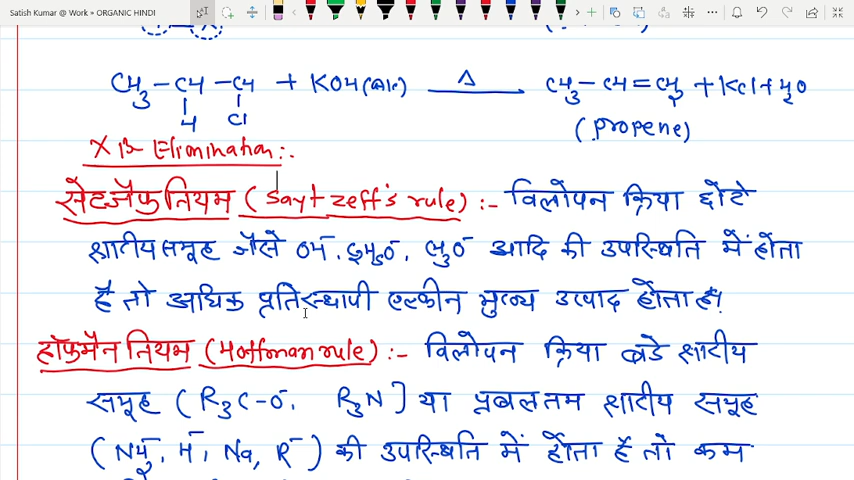 Satish Kumar @ Work » ORGANIC HINDI
CH3 – CH – CH + KOH(Alc) Δ CH3 – CH = CH2 + KCl + H2O
H Cl (propene)
X B- Elimination :-
सेटजैफ नियम ( Saytzeff's rule) :- विलोपन क्रिया छोटे
क्षारीय समूह जैसे OH⁻, C2H5O⁻, CH3O⁻ आदि की उपस्थिति में होता
है तो अधिक प्रतिस्थापी एल्कीन मुख्य उत्पाद होता है।
हॉफमैन नियम (Hoffman rule) :- विलोपन क्रिया बडे क्षारीय
समूह ( R3C-O⁻, R3N ] या प्रबलतम क्षारीय समूह
( NH2⁻, H⁻, Na, R⁻ ) की उपस्थिति में होता है तो कम